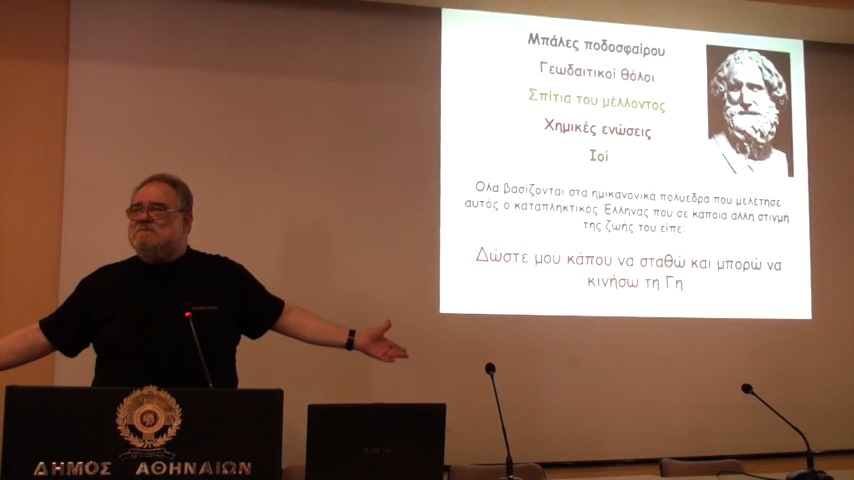 Μπάλες ποδοσφαίρου
Γεωδαιτικοί θόλοι
Σπίτια του μέλλοντος
Χημικές ενώσεις
Ιοί
Όλα βασίζονται στα ημικανονικά πολύεδρα που μελέτησε
αυτός ο καταπληκτικός Έλληνας που σε κάποια άλλη στιγμή
της ζωής του είπε:
Δώστε μου κάπου να σταθώ και μπορώ να
κινήσω τη Γη
ΔΗΜΟΣ ΑΘΗΝΑΙΩΝ